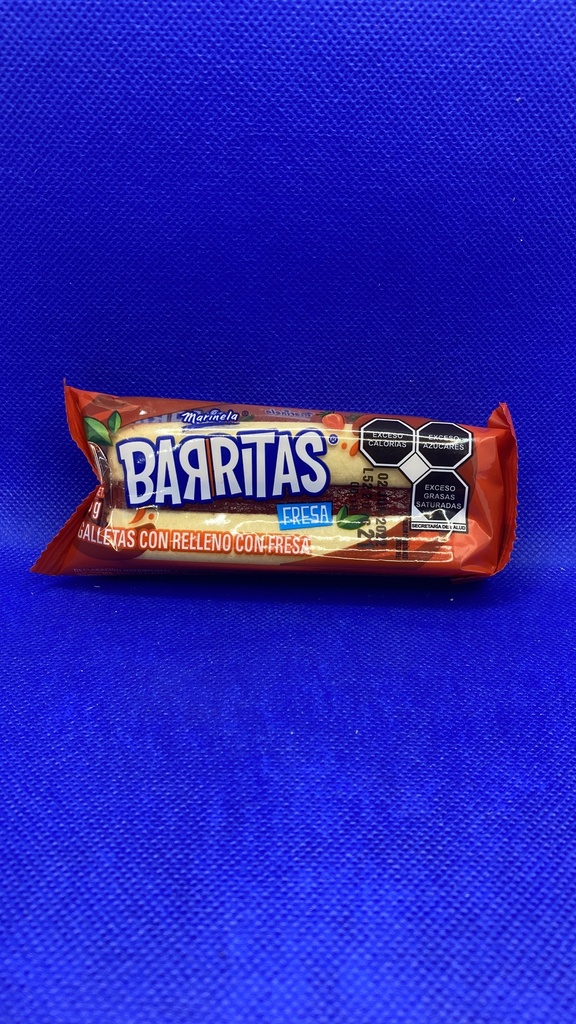 Marinela
BARRITAS
FRESA
GALLETAS CON RELLENO CON FRESA
EXCESO
CALORÍAS
EXCESO
AZÚCARES
EXCESO
GRASAS
SATURADAS
SECRETARÍA DE SALUD